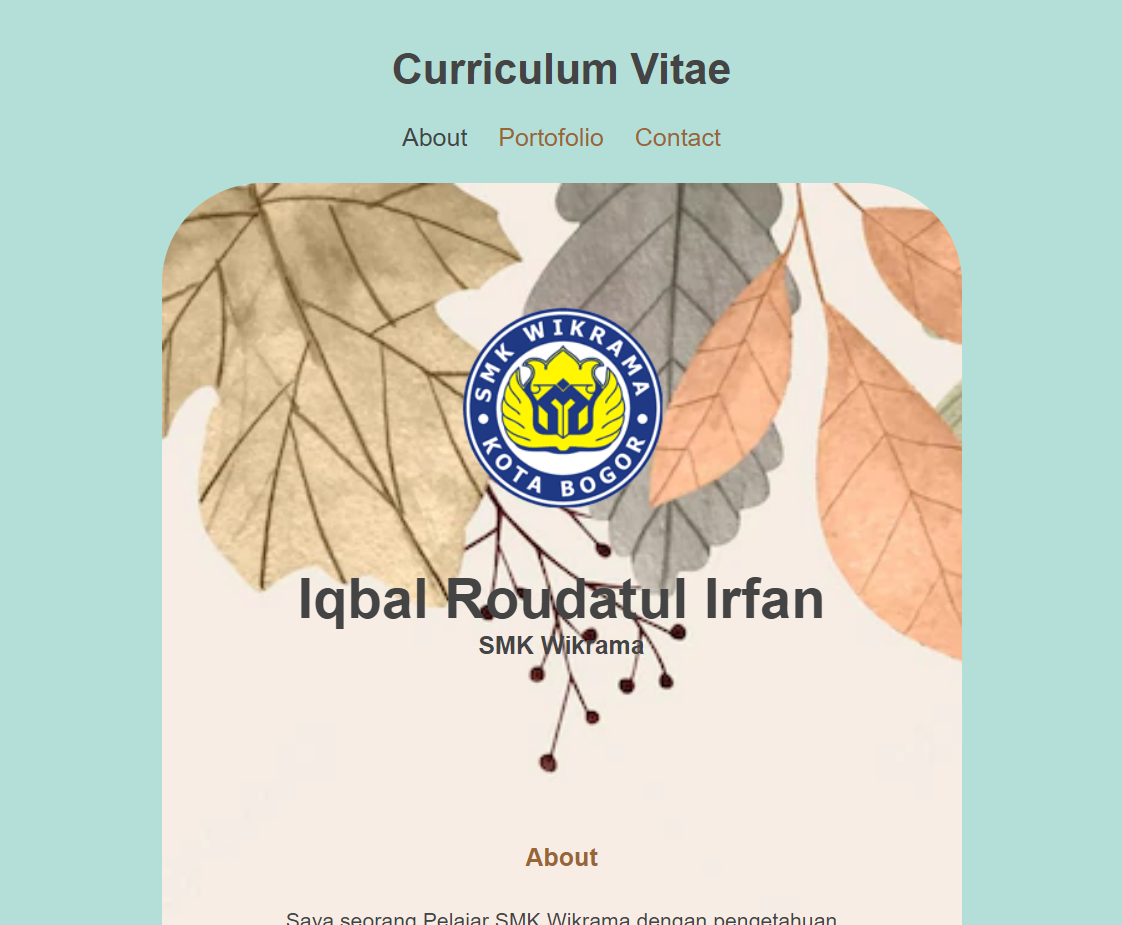 Curriculum Vitae
About Portofolio Contact
SMK WIKRAMA
KOTA BOGOR
Iqbal Roudatul Irfan
SMK Wikrama
About
Saya seorang Pelajar SMK Wikrama dengan pengetahuan